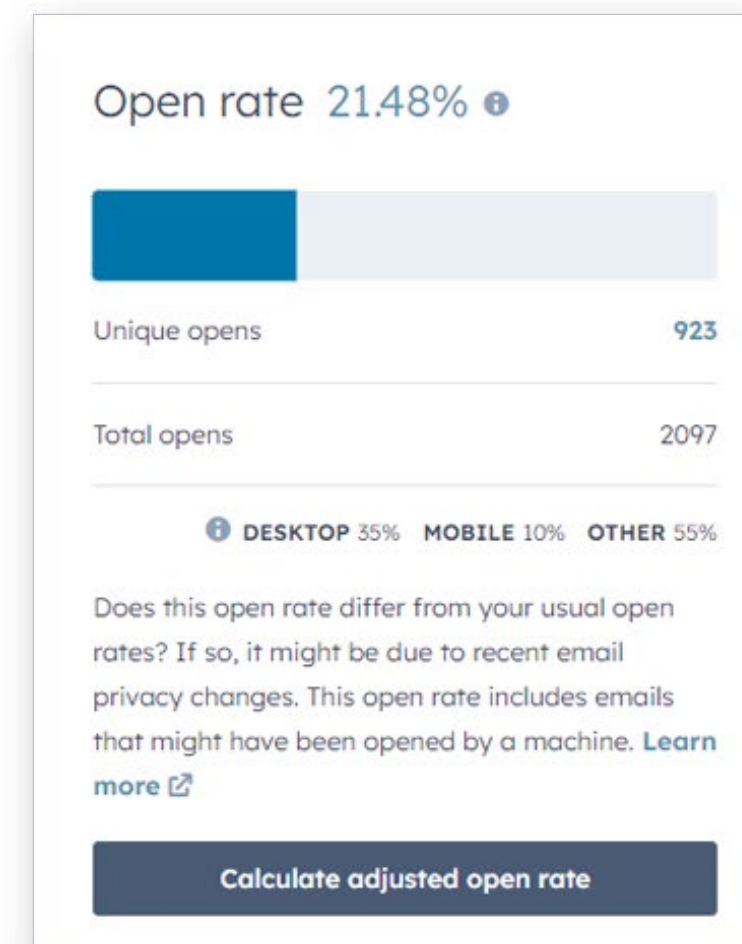 Open rate 21.48%
Unique opens 923
Total opens 2097
DESKTOP 35% MOBILE 10% OTHER 55%
Does this open rate differ from your usual open
rates? If so, it might be due to recent email
privacy changes. This open rate includes emails
that might have been opened by a machine. Learn
more
Calculate adjusted open rate